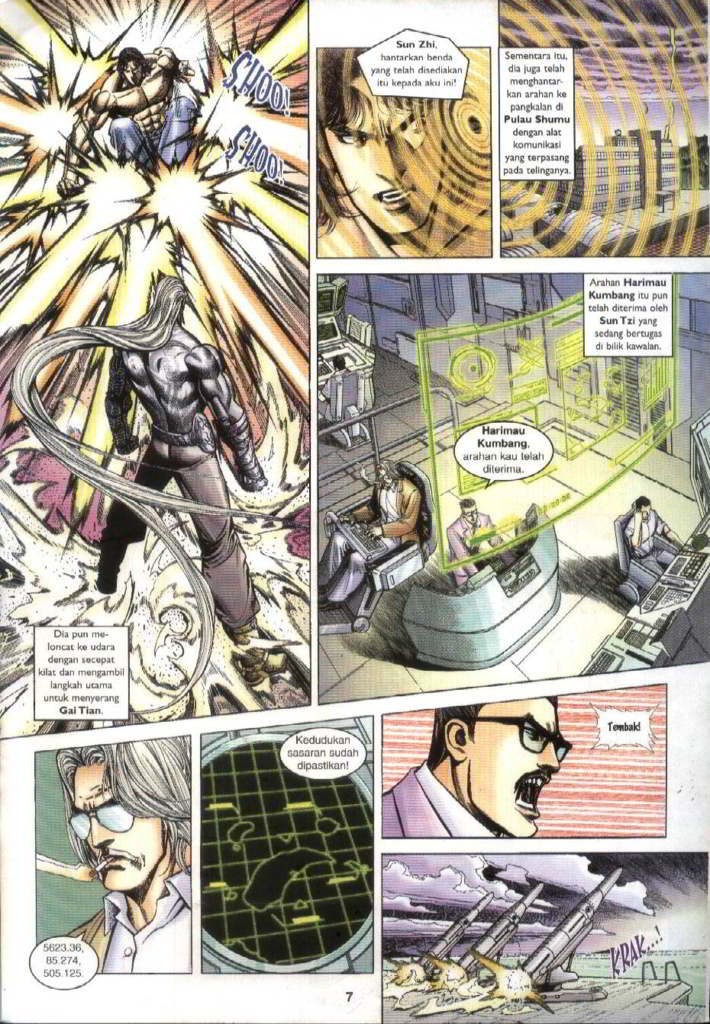 CHOO!
CHOO!
Dia pun me-
loncat ke udara
dengan secepat
kilat dan mengambil
langkah utama
untuk menyerang
Gai Tian.
Sun Zhi,
hantarkan benda
yang telah disediakan
itu kepada aku ini!
Sementara itu,
dia juga telah
menghantar-
kan arahan ke
pangkalan di
Pulau Shumu
dengan alat
komunikasi
yang terpasang
pada telinganya.
Arahan Harimau
Kumbang itu pun
telah diterima oleh
Sun Tzi yang
sedang bertugas
di bilik kawalan.
Harimau
Kumbang,
arahan kau telah
diterima.
5623.36,
85.274,
505.125.
Kedudukan
sasaran sudah
dipastikan!
Tembak!
KRAK...!
7